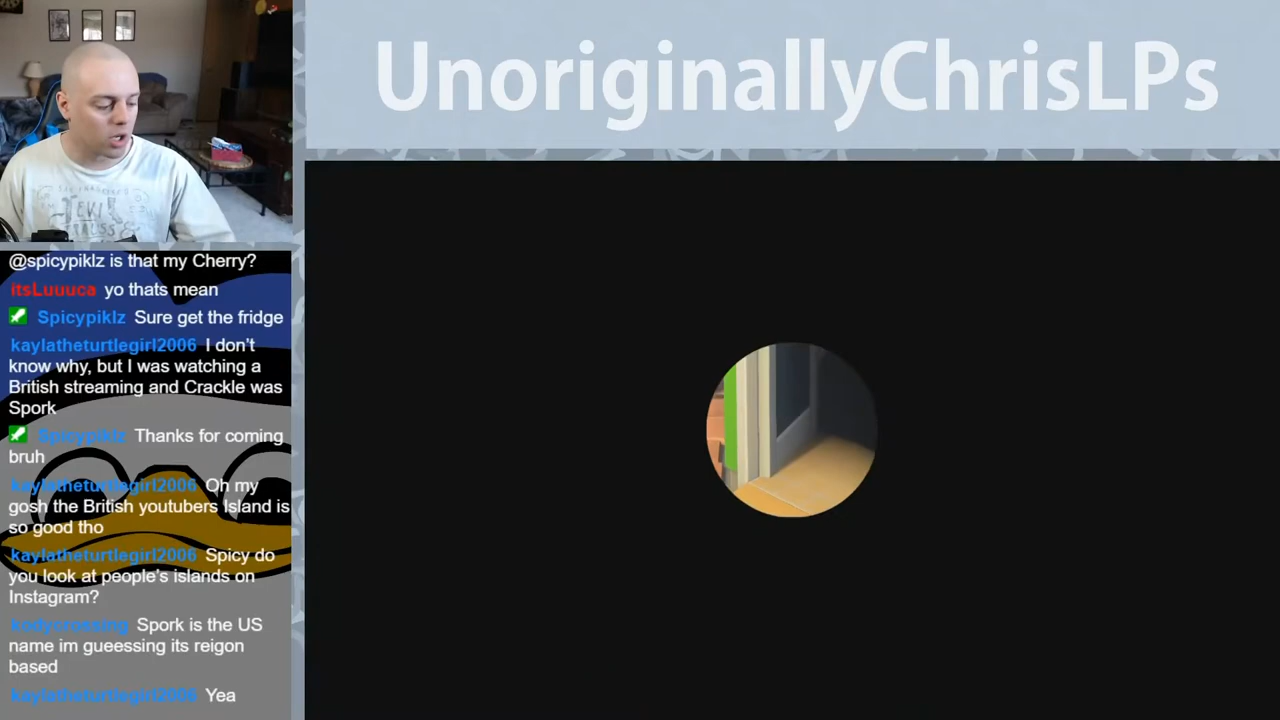 UnoriginallyChrisLPs
@spicypiklz is that my Cherry?
itsLuuuca yo thats mean
Spicypiklz Sure get the fridge
kaylatheturtlegirl2006 I don't
know why, but I was watching a
British streaming and Crackle was
Spork
Spicypiklz Thanks for coming
bruh
kaylatheturtlegirl2006 Oh my
gosh the British youtubers Island is
so good tho
kaylatheturtlegirl2006 Spicy do
you look at people's islands on
Instagram?
kodycrossing Spork is the US
name im gueessing its reigon
based
kaylatheturtlegirl2006 Yea